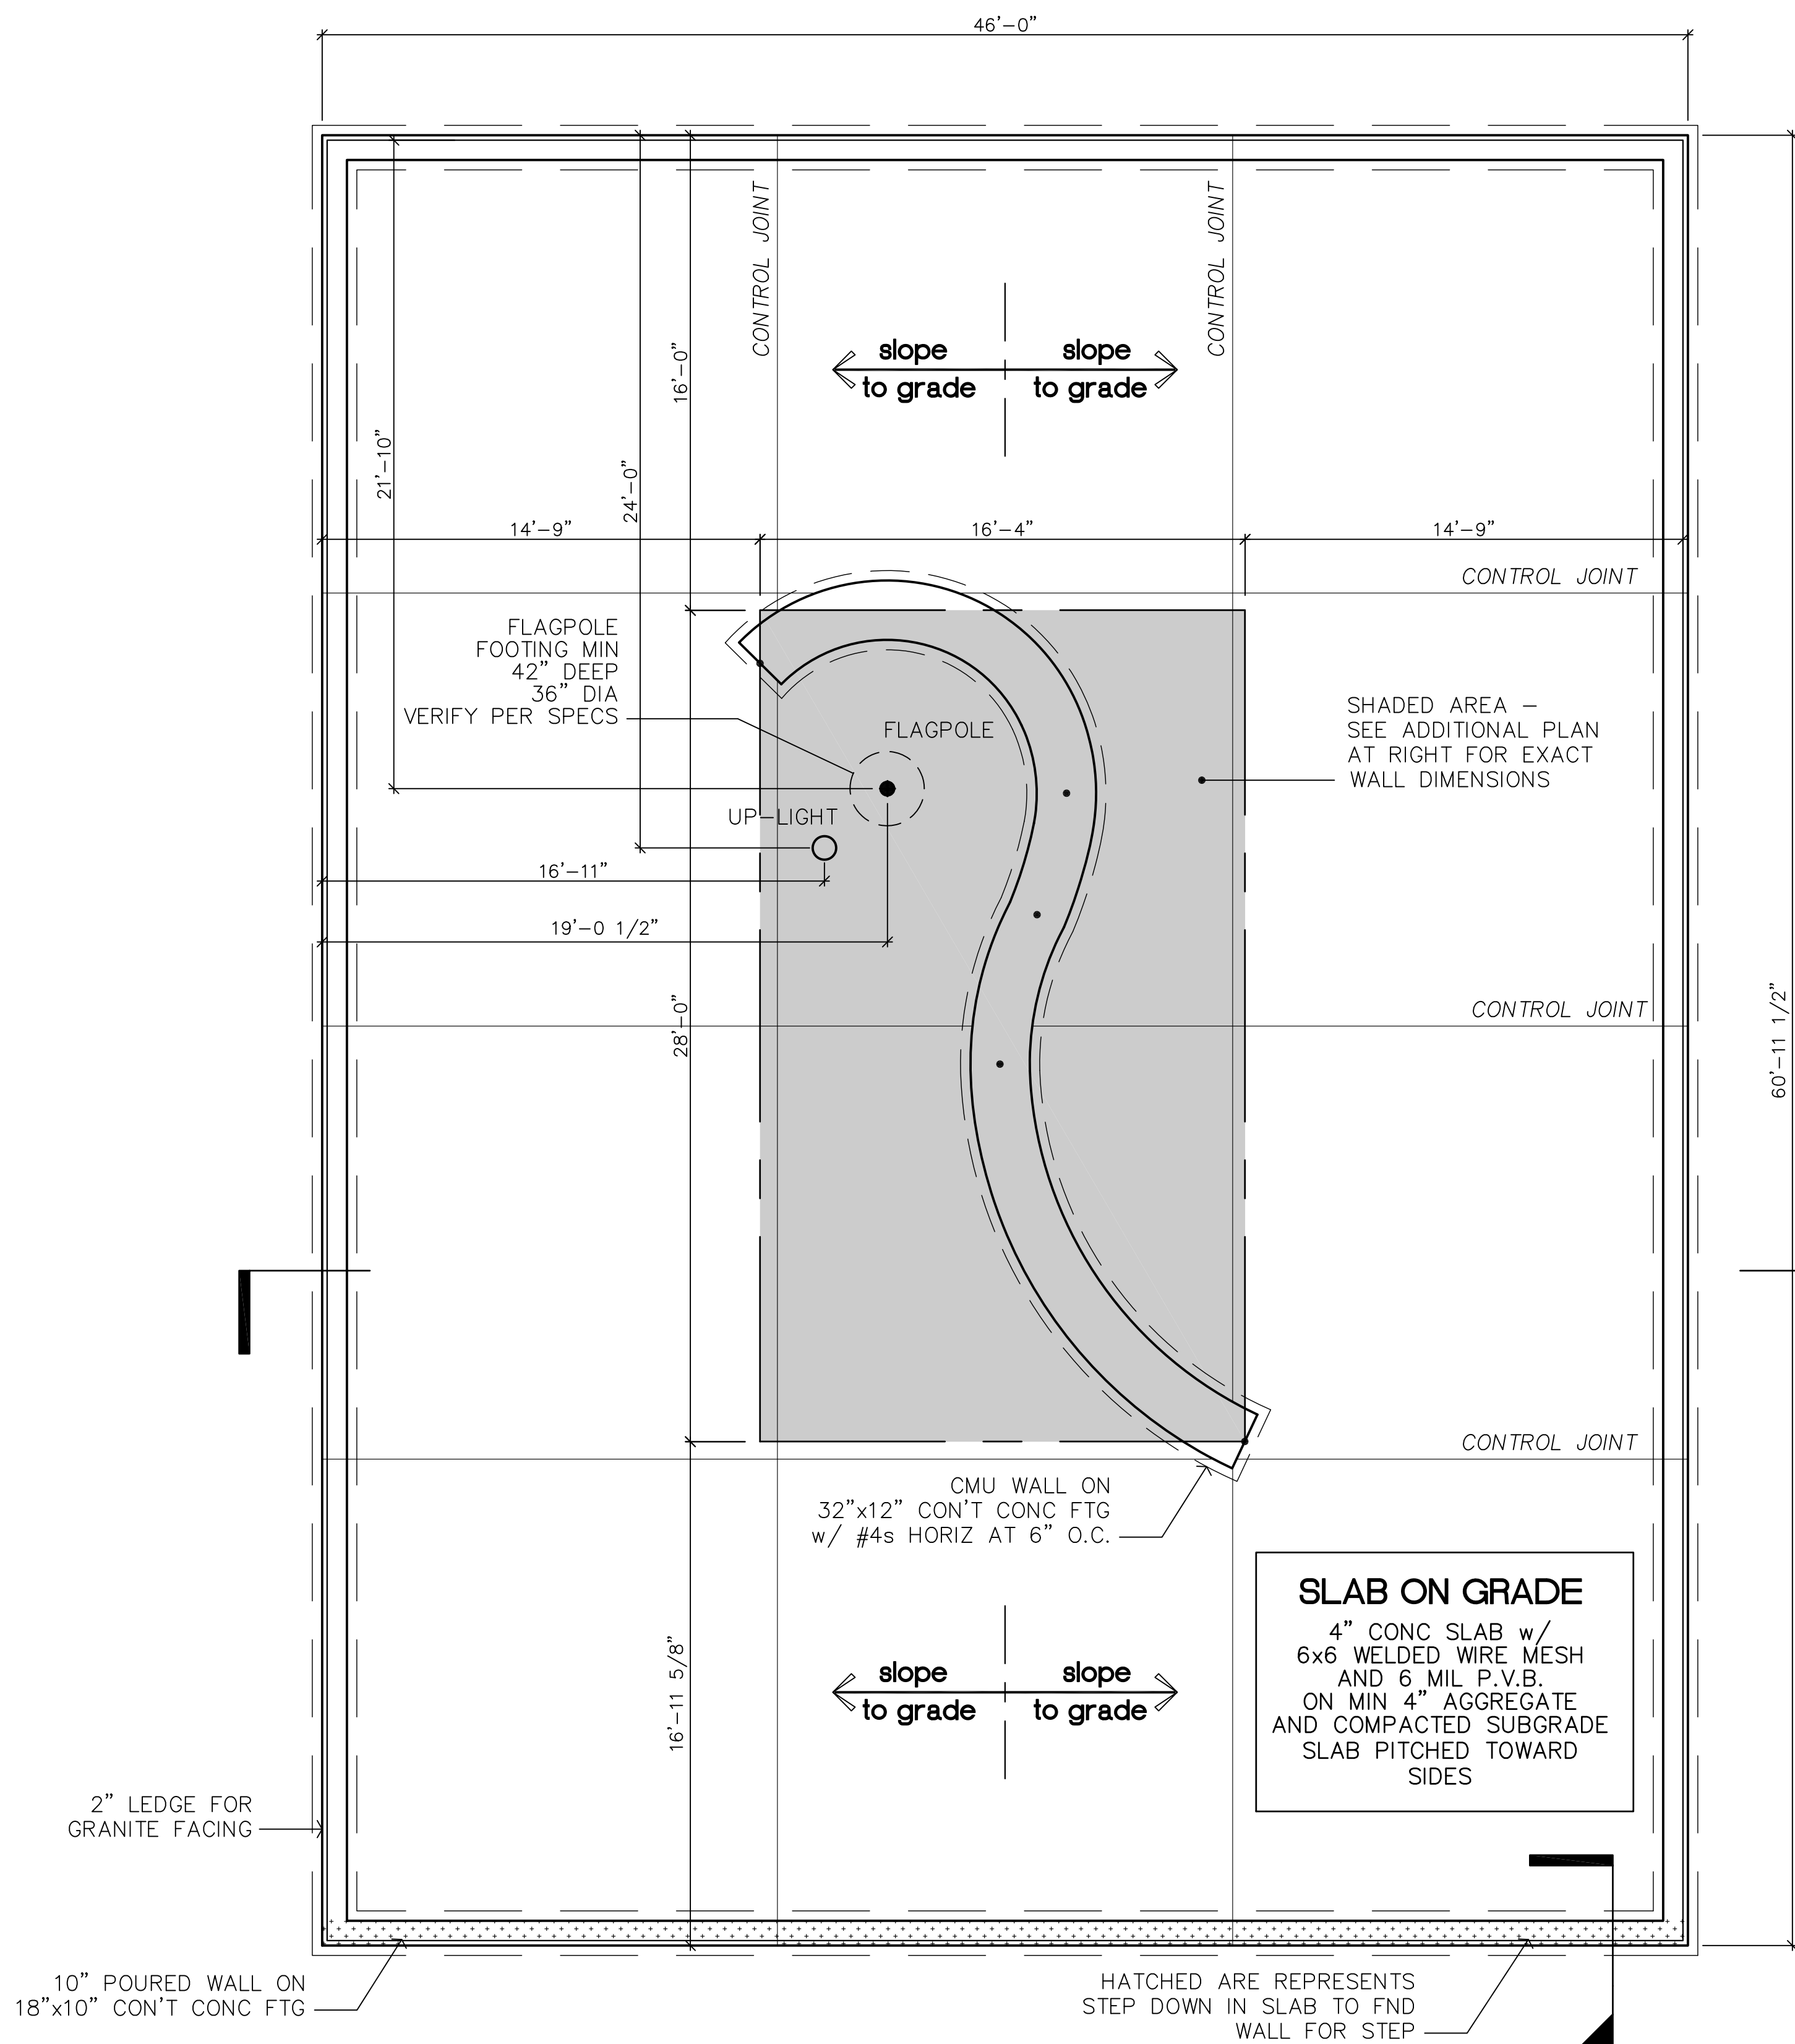 46'-0"
CONTROL JOINT
CONTROL JOINT
slope
to grade
slope
to grade
16'-0"
21'-10"
24'-0"
14'-9"
16'-4"
14'-9"
CONTROL JOINT
FLAGPOLE
FOOTING MIN
42" DEEP
36" DIA
VERIFY PER SPECS
FLAGPOLE
SHADED AREA –
SEE ADDITIONAL PLAN
AT RIGHT FOR EXACT
WALL DIMENSIONS
UP-LIGHT
16'-11"
19'-0 1/2"
28'-0"
CONTROL JOINT
60'-11 1/2"
CONTROL JOINT
CMU WALL ON
32"x12" CON'T CONC FTG
w/ #4s HORIZ AT 6" O.C.
SLAB ON GRADE
4" CONC SLAB w/
6x6 WELDED WIRE MESH
AND 6 MIL P.V.B.
ON MIN 4" AGGREGATE
AND COMPACTED SUBGRADE
SLAB PITCHED TOWARD
SIDES
16'-11 5/8"
slope
to grade
slope
to grade
2" LEDGE FOR
GRANITE FACING
10" POURED WALL ON
18"x10" CON'T CONC FTG
HATCHED ARE REPRESENTS
STEP DOWN IN SLAB TO FND
WALL FOR STEP